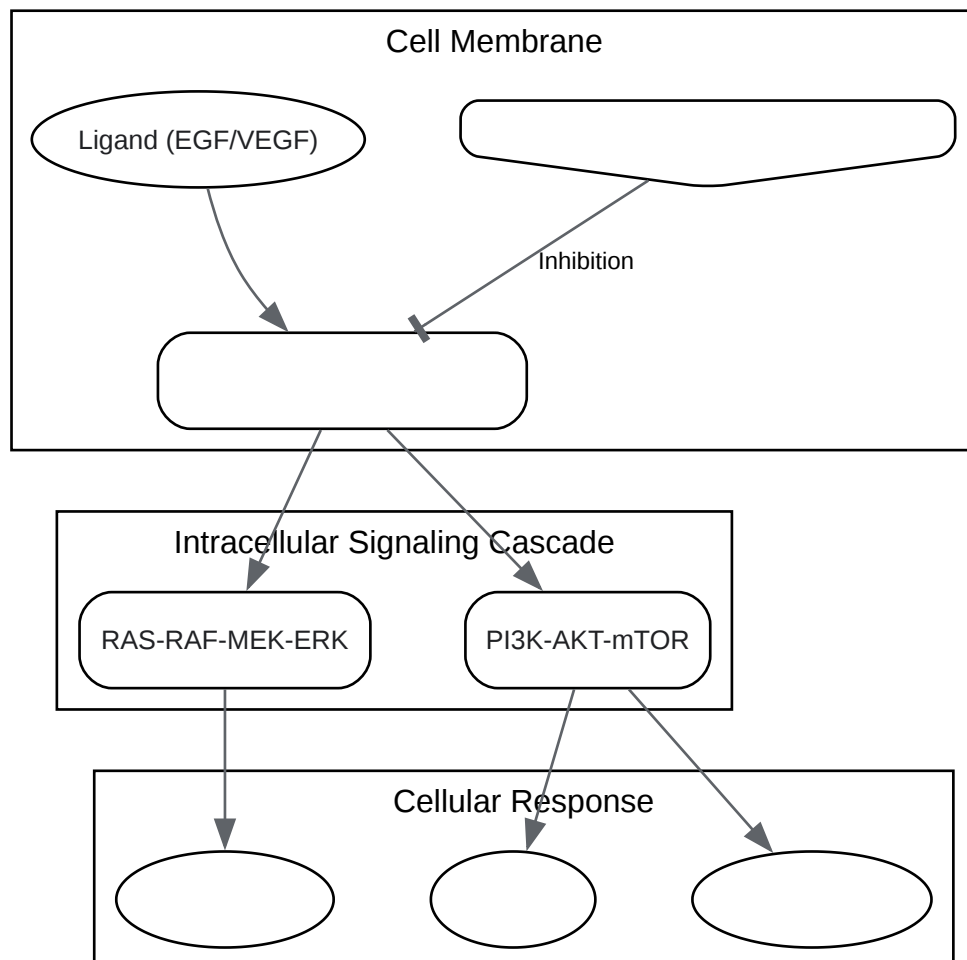 Cell Membrane
Ligand (EGF/VEGF)
Inhibition
Intracellular Signaling Cascade
RAS-RAF-MEK-ERK
PI3K-AKT-mTOR
Cellular Response